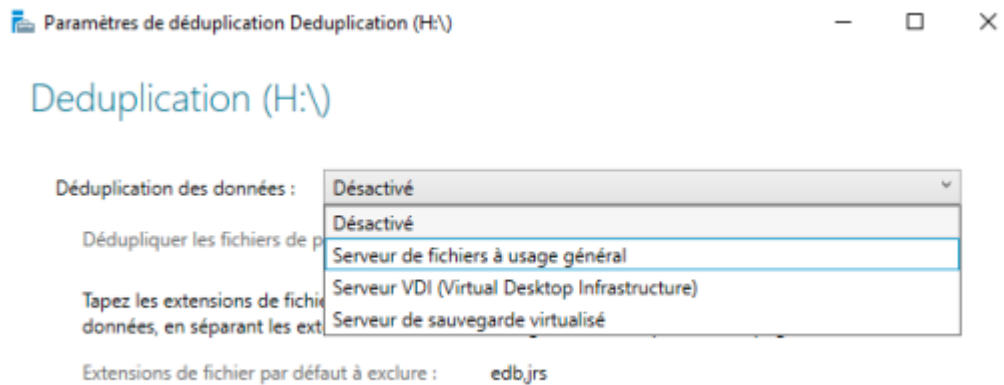 Paramètres de déduplication Deduplication (H:\)
Deduplication (H:\)
Déduplication des données : Désactivé
Désactivé
Dédupliquer les fichiers de
Serveur de fichiers à usage général
Serveur VDI (Virtual Desktop Infrastructure)
Tapez les extensions de
Serveur de sauvegarde virtualisé
données, en séparant les
Extensions de fichier par défaut à exclure : edb,jrs